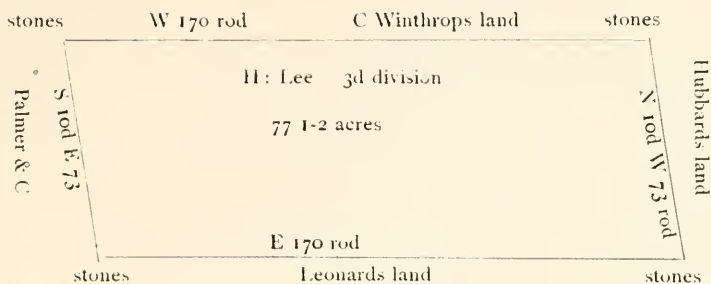 stones W 170 rod C Winthrops land stones
H: Lee 3d division
77 1-2 acres
Palmer & C
S 10d E 73
N 10d W 73 rod
Hubbards land
E 170 rod
stones Leonards land stones